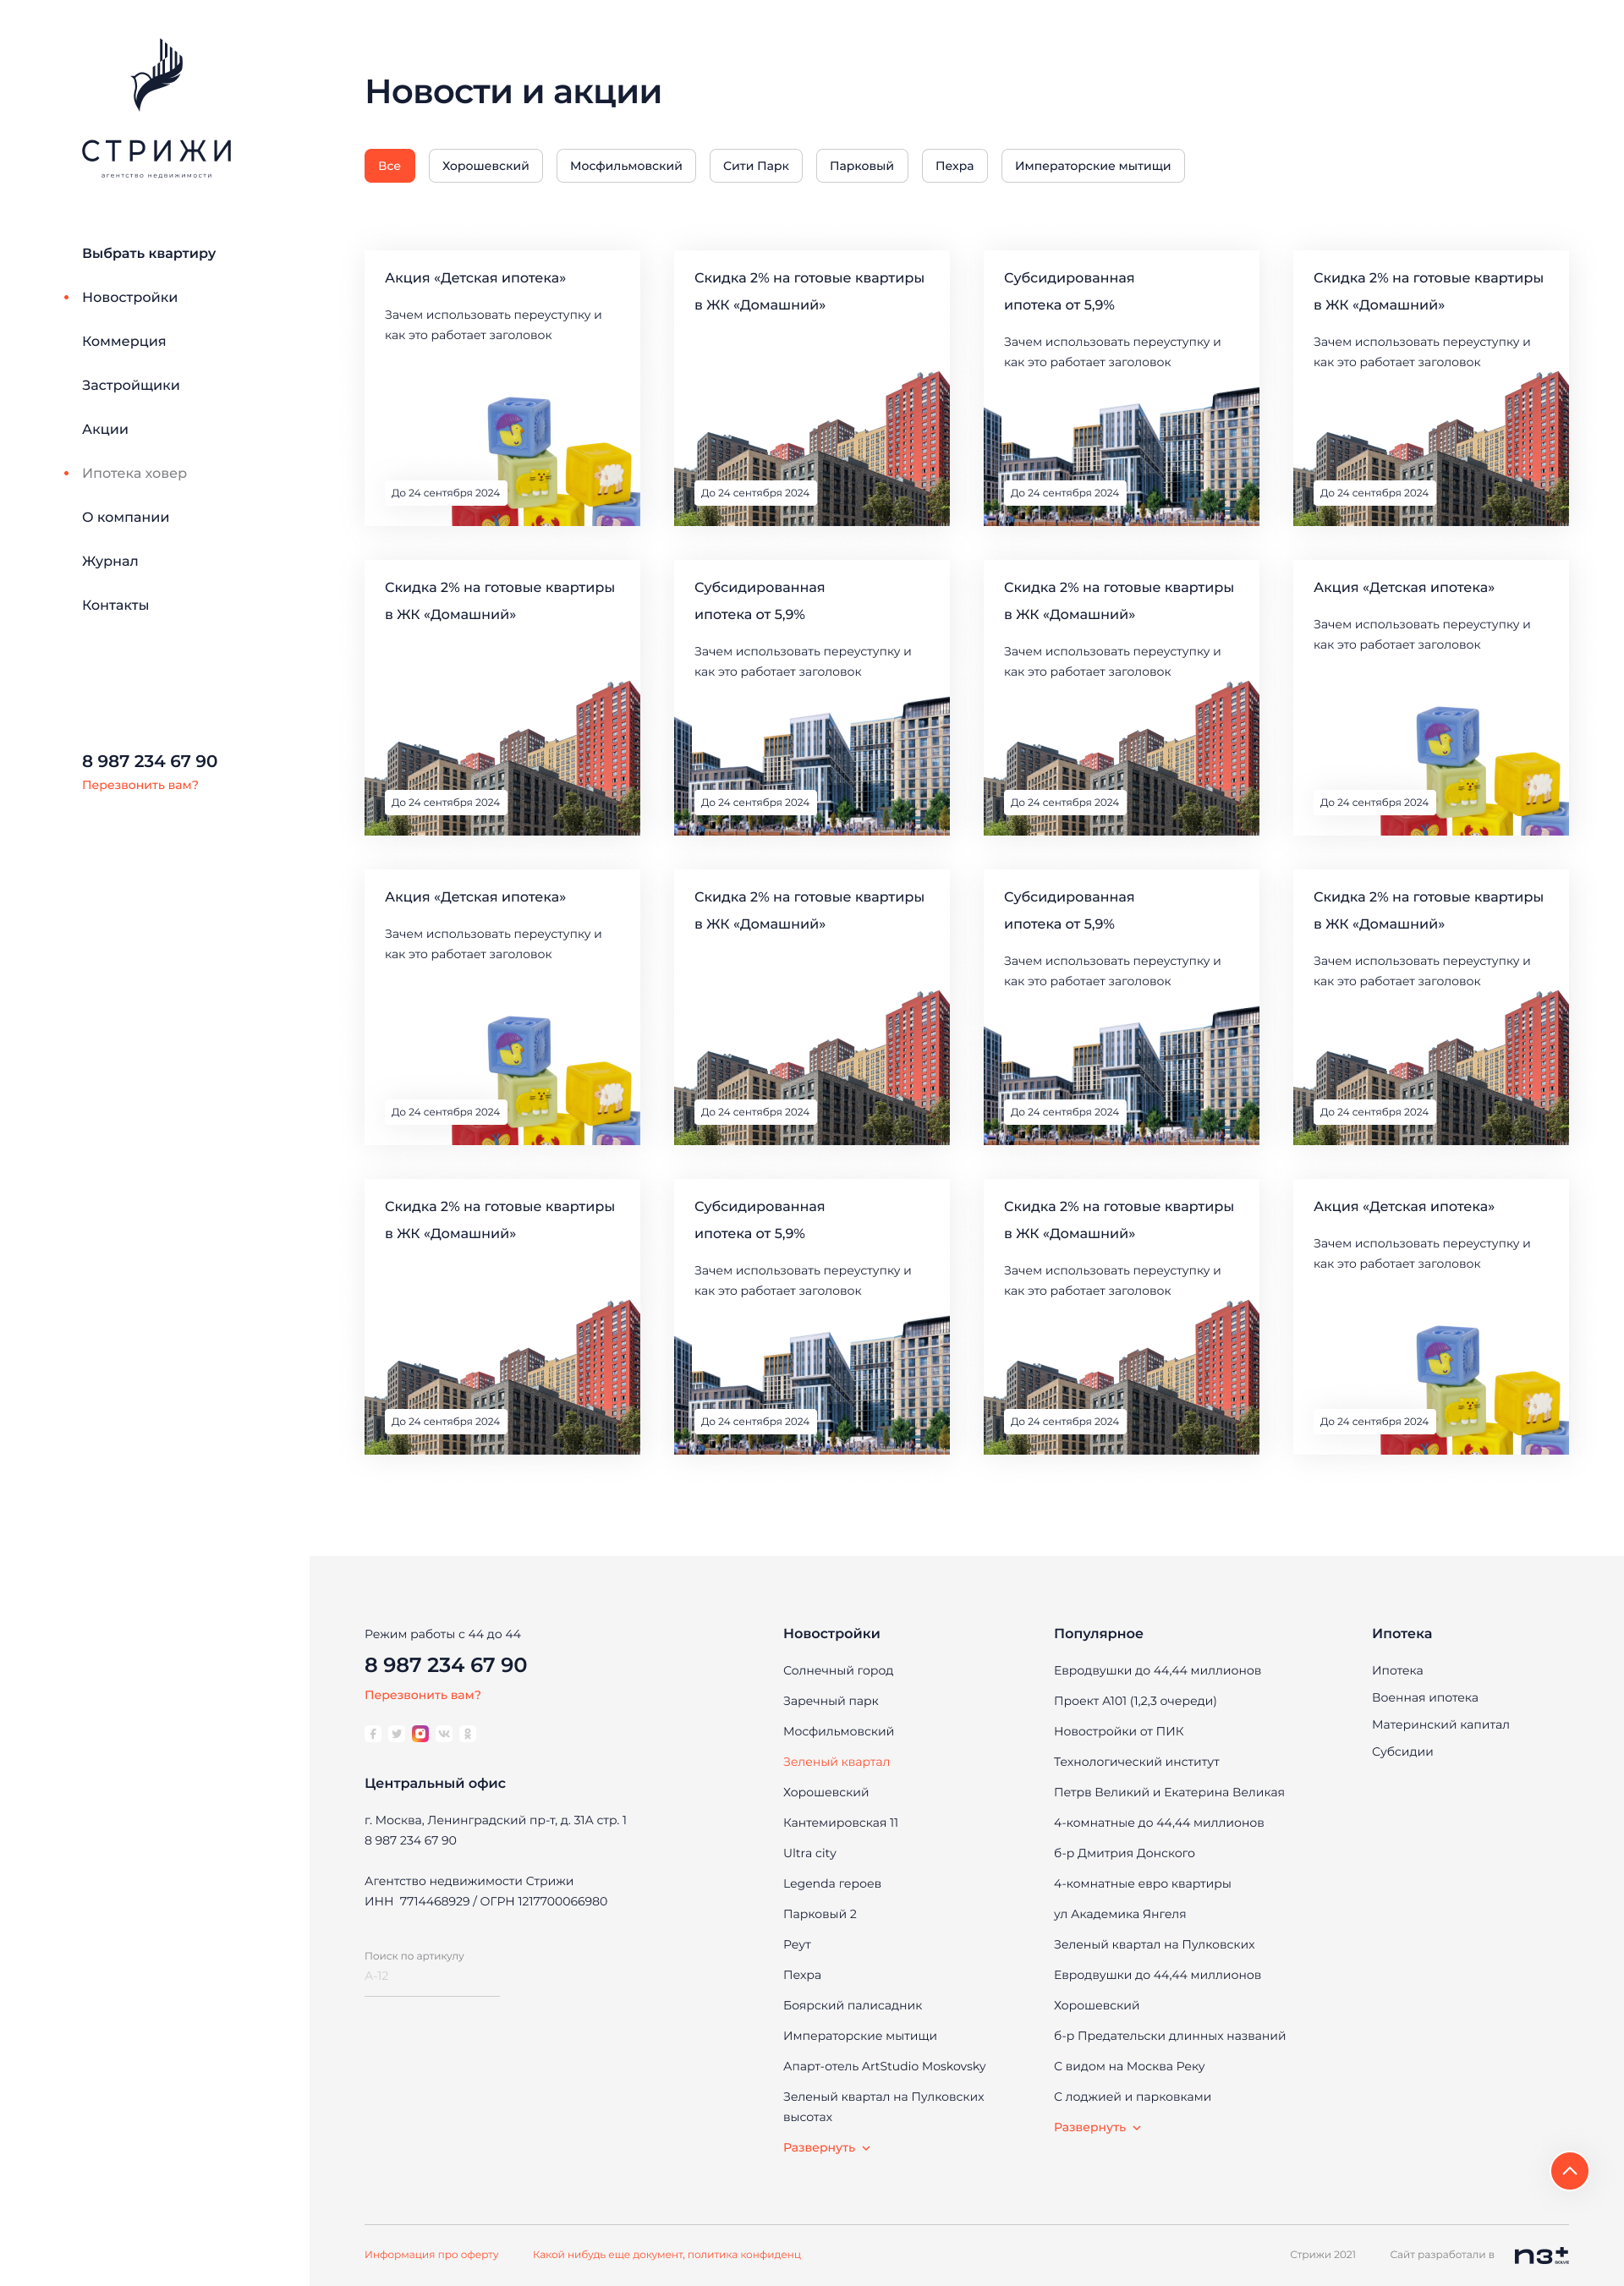 СТРИЖИ
агентство недвижимости
Выбрать квартиру
Новостройки
Коммерция
Застройщики
Акции
Ипотека ховер
О компании
Журнал
Контакты
8 987 234 67 90
Перезвонить вам?
Новости и акции
Все
Хорошевский
Мосфильмовский
Сити Парк
Парковый
Пехра
Императорские мытищи
Акция «Детская ипотека»
Зачем использовать переуступку и
как это работает заголовок
До 24 сентября 2024
Скидка 2% на готовые квартиры
в ЖК «Домашний»
До 24 сентября 2024
Субсидированная
ипотека от 5,9%
Зачем использовать переуступку и
как это работает заголовок
До 24 сентября 2024
Скидка 2% на готовые квартиры
в ЖК «Домашний»
Зачем использовать переуступку и
как это работает заголовок
До 24 сентября 2024
Скидка 2% на готовые квартиры
в ЖК «Домашний»
До 24 сентября 2024
Субсидированная
ипотека от 5,9%
Зачем использовать переуступку и
как это работает заголовок
До 24 сентября 2024
Скидка 2% на готовые квартиры
в ЖК «Домашний»
Зачем использовать переуступку и
как это работает заголовок
До 24 сентября 2024
Акция «Детская ипотека»
Зачем использовать переуступку и
как это работает заголовок
До 24 сентября 2024
Акция «Детская ипотека»
Зачем использовать переуступку и
как это работает заголовок
До 24 сентября 2024
Скидка 2% на готовые квартиры
в ЖК «Домашний»
До 24 сентября 2024
Субсидированная
ипотека от 5,9%
Зачем использовать переуступку и
как это работает заголовок
До 24 сентября 2024
Скидка 2% на готовые квартиры
в ЖК «Домашний»
Зачем использовать переуступку и
как это работает заголовок
До 24 сентября 2024
Скидка 2% на готовые квартиры
в ЖК «Домашний»
До 24 сентября 2024
Субсидированная
ипотека от 5,9%
Зачем использовать переуступку и
как это работает заголовок
До 24 сентября 2024
Скидка 2% на готовые квартиры
в ЖК «Домашний»
Зачем использовать переуступку и
как это работает заголовок
До 24 сентября 2024
Акция «Детская ипотека»
Зачем использовать переуступку и
как это работает заголовок
До 24 сентября 2024
Режим работы с 44 до 44
8 987 234 67 90
Перезвонить вам?
Центральный офис
г. Москва, Ленинградский пр-т, д. 31А стр. 1
8 987 234 67 90
Агентство недвижимости Стрижи
ИНН 7714468929 / ОГРН 1217700066980
Поиск по артикулу
А-12
Новостройки
Солнечный город
Заречный парк
Мосфильмовский
Зеленый квартал
Хорошевский
Кантемировская 11
Ultra city
Legenda героев
Парковый 2
Реут
Пехра
Боярский палисадник
Императорские мытищи
Апарт-отель ArtStudio Moskovsky
Зеленый квартал на Пулковских
высотах
Развернуть
Популярное
Евродвушки до 44,44 миллионов
Проект А101 (1,2,3 очереди)
Новостройки от ПИК
Технологический институт
Петрв Великий и Екатерина Великая
4-комнатные до 44,44 миллионов
б-р Дмитрия Донского
4-комнатные евро квартиры
ул Академика Янгеля
Зеленый квартал на Пулковских
Евродвушки до 44,44 миллионов
Хорошевский
б-р Предательски длинных названий
С видом на Москва Реку
С лоджией и парковками
Развернуть
Ипотека
Ипотека
Военная ипотека
Материнский капитал
Субсидии
Информация про оферту
Какой нибудь еще документ, политика конфиденц
Стрижи 2021
Сайт разработали в
n3+